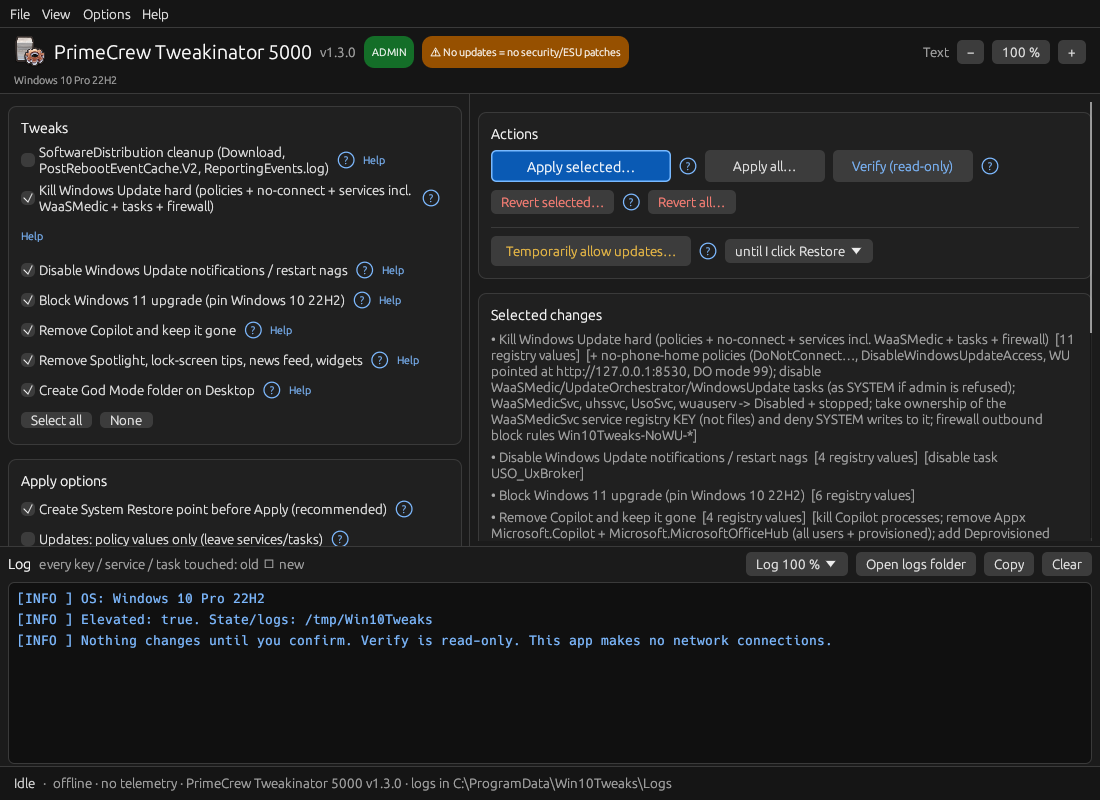 File View Options Help
PrimeCrew Tweakinator 5000 v1.3.0 ADMIN ⚠ No updates = no security/ESU patches
Text − 100 % +
Windows 10 Pro 22H2
Tweaks
SoftwareDistribution cleanup (Download,
PostRebootEventCache.V2, ReportingEvents.log) ? Help
Kill Windows Update hard (policies + no-connect + services incl.
WaaSMedic + tasks + firewall) ?
Help
Disable Windows Update notifications / restart nags ? Help
Block Windows 11 upgrade (pin Windows 10 22H2) ? Help
Remove Copilot and keep it gone ? Help
Remove Spotlight, lock-screen tips, news feed, widgets ? Help
Create God Mode folder on Desktop ? Help
Select all None
Apply options
Create System Restore point before Apply (recommended) ?
Updates: policy values only (leave services/tasks) ?
Actions
Apply selected... ? Apply all... Verify (read-only) ?
Revert selected... ? Revert all...
Temporarily allow updates... ? until I click Restore ▼
Selected changes
• Kill Windows Update hard (policies + no-connect + services incl. WaaSMedic + tasks + firewall) [11
registry values] [+ no-phone-home policies (DoNotConnect..., DisableWindowsUpdateAccess, WU
pointed at http://127.0.0.1:8530, DO mode 99); disable
WaaSMedic/UpdateOrchestrator/WindowsUpdate tasks (as SYSTEM if admin is refused);
WaaSMedicSvc, uhssvc, UsoSvc, wuauserv -> Disabled + stopped; take ownership of the
WaaSMedicSvc service registry KEY (not files) and deny SYSTEM writes to it; firewall outbound
block rules Win10Tweaks-NoWU-*]
• Disable Windows Update notifications / restart nags [4 registry values] [disable task
USO_UxBroker]
• Block Windows 11 upgrade (pin Windows 10 22H2) [6 registry values]
• Remove Copilot and keep it gone [4 registry values] [kill Copilot processes; remove Appx
Microsoft.Copilot + Microsoft.MicrosoftOfficeHub (all users + provisioned); add Deprovisioned
Log every key / service / task touched: old □ new
Log 100 % ▼ Open logs folder Copy Clear
[INFO ] OS: Windows 10 Pro 22H2
[INFO ] Elevated: true. State/logs: /tmp/Win10Tweaks
[INFO ] Nothing changes until you confirm. Verify is read-only. This app makes no network connections.
Idle · offline · no telemetry · PrimeCrew Tweakinator 5000 v1.3.0 · logs in C:\ProgramData\Win10Tweaks\Logs